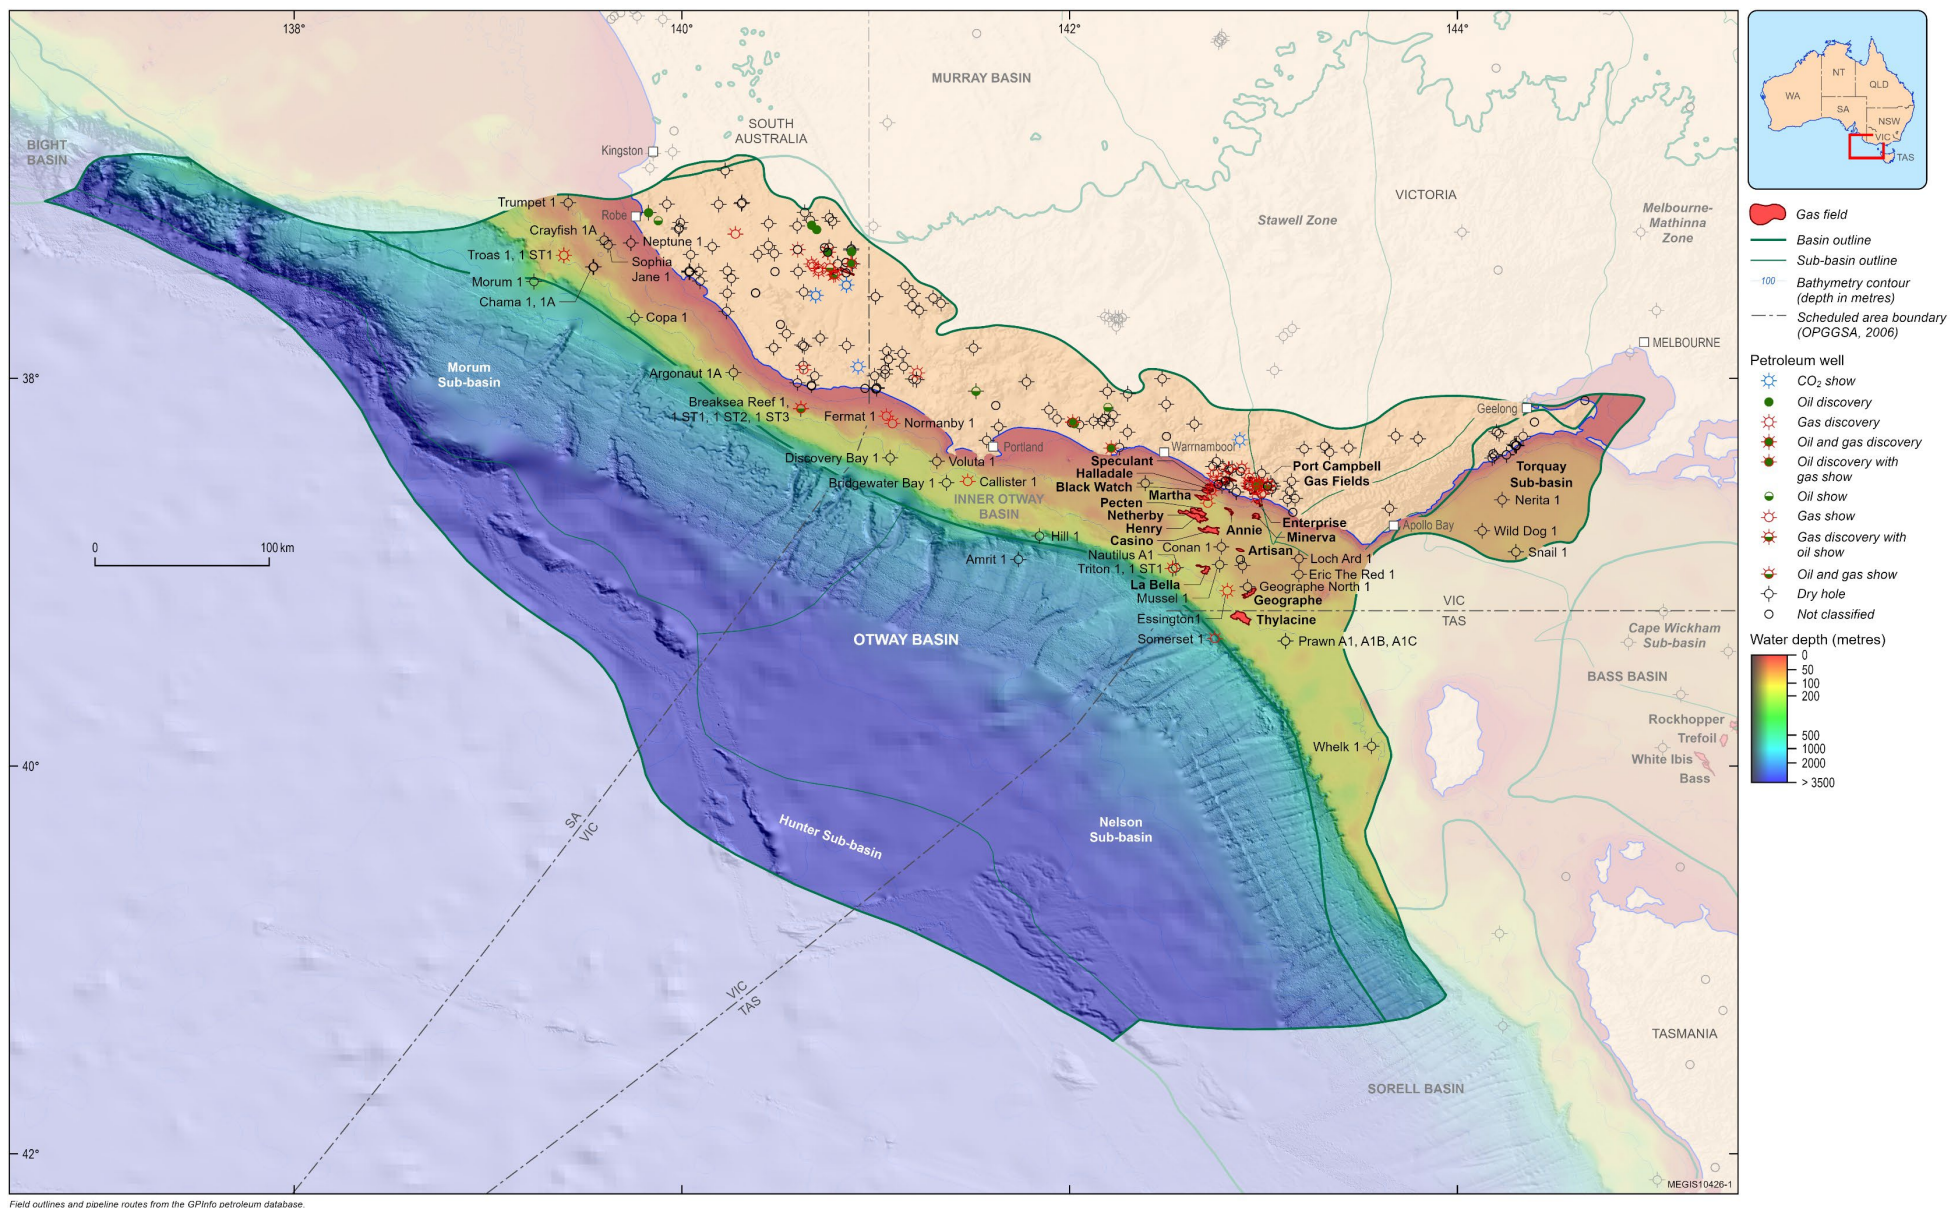 138°
140°
142°
144°
MURRAY BASIN
SOUTH
AUSTRALIA
Kingston
BIGHT
BASIN
VICTORIA
Stawell Zone
Melbourne-
Mathinna
Zone
Trumpet 1
Robe
Crayfish 1A
Neptune 1
Troas 1, 1 ST1
Sophia
Jane 1
Morum 1
Chama 1, 1A
Copa 1
MELBOURNE
Morum
Sub-basin
38°
Argonaut 1A
Breaksea Reef 1,
1 ST1, 1 ST2, 1 ST3
Fermat 1
Normanby 1
Geelong
Portland
Warrnambool
Discovery Bay 1
Voluta 1
Speculant
Halladale
Black Watch
Martha
Port Campbell
Gas Fields
Torquay
Sub-basin
Bridgewater Bay 1
Callister 1
INNER OTWAY
BASIN
Nerita 1
Pecten
Netherby
Henry
Casino
Annie
Enterprise
Minerva
Apollo Bay
Wild Dog 1
Snail 1
0
100 km
Hill 1
Amrit 1
Conan 1
Nautilus A1
Triton 1, 1 ST1
Artisan
Loch Ard 1
Eric The Red 1
La Bella
Mussel 1
Geographe North 1
Geographe
Essington1
Thylacine
VIC
TAS
Somerset 1
Prawn A1, A1B, A1C
Cape Wickham
Sub-basin
OTWAY BASIN
BASS BASIN
Rockhopper
Trefoil
White Ibis
Bass
Whelk 1
40°
SA
VIC
Hunter Sub-basin
Nelson
Sub-basin
VIC
TAS
TASMANIA
SORELL BASIN
42°
MEGIS10426-1
Field outlines and pipeline routes from the GPInfo petroleum database.
NT
WA
QLD
SA
NSW
VIC
TAS
Gas field
Basin outline
Sub-basin outline
100
Bathymetry contour
(depth in metres)
Scheduled area boundary
(OPGGSA, 2006)
Petroleum well
CO₂ show
Oil discovery
Gas discovery
Oil and gas discovery
Oil discovery with
gas show
Oil show
Gas show
Gas discovery with
oil show
Oil and gas show
Dry hole
Not classified
Water depth (metres)
0
50
100
200
500
1000
2000
> 3500